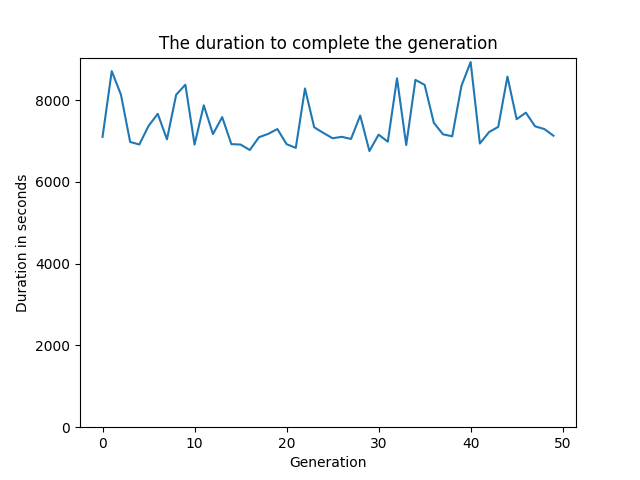 The duration to complete the generation
8000
6000
4000
2000
0
Duration in seconds
0 10 20 30 40 50
Generation